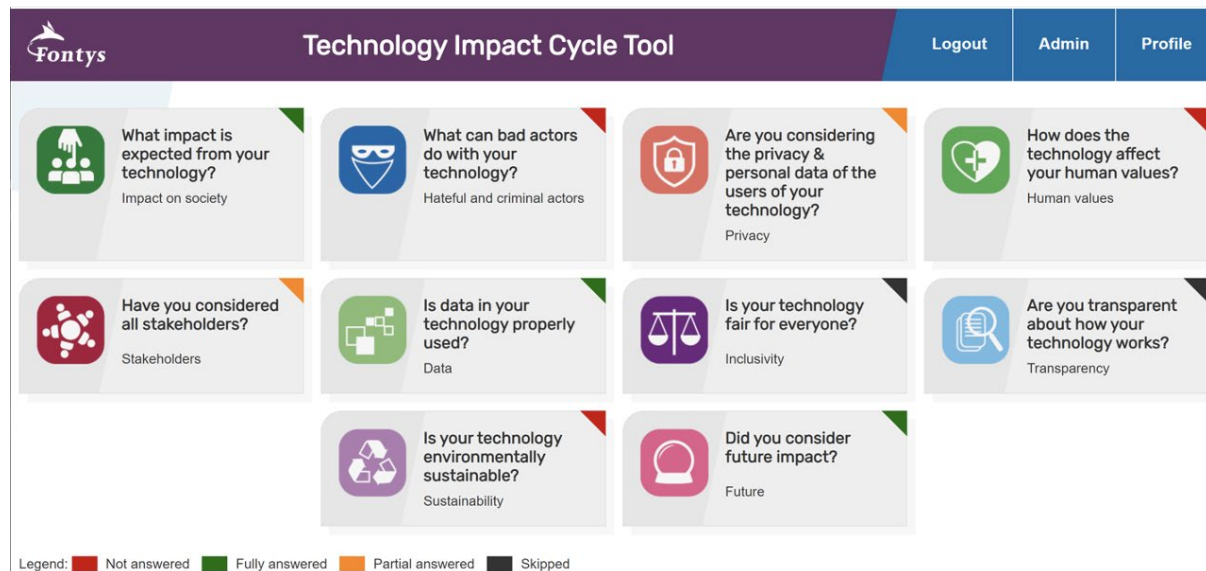 Fontys
Technology Impact Cycle Tool
Logout
Admin
Profile
What impact is
expected from your
technology?
Impact on society
What can bad actors
do with your
technology?
Hateful and criminal actors
Are you considering
the privacy &
personal data of the
users of your
technology?
Privacy
How does the
technology affect
your human values?
Human values
Have you considered
all stakeholders?
Stakeholders
Is data in your
technology properly
used?
Data
Is your technology
fair for everyone?
Inclusivity
Are you transparent
about how your
technology works?
Transparency
Is your technology
environmentally
sustainable?
Sustainability
Did you consider
future impact?
Future
Legend: Not answered Fully answered Partial answered Skipped